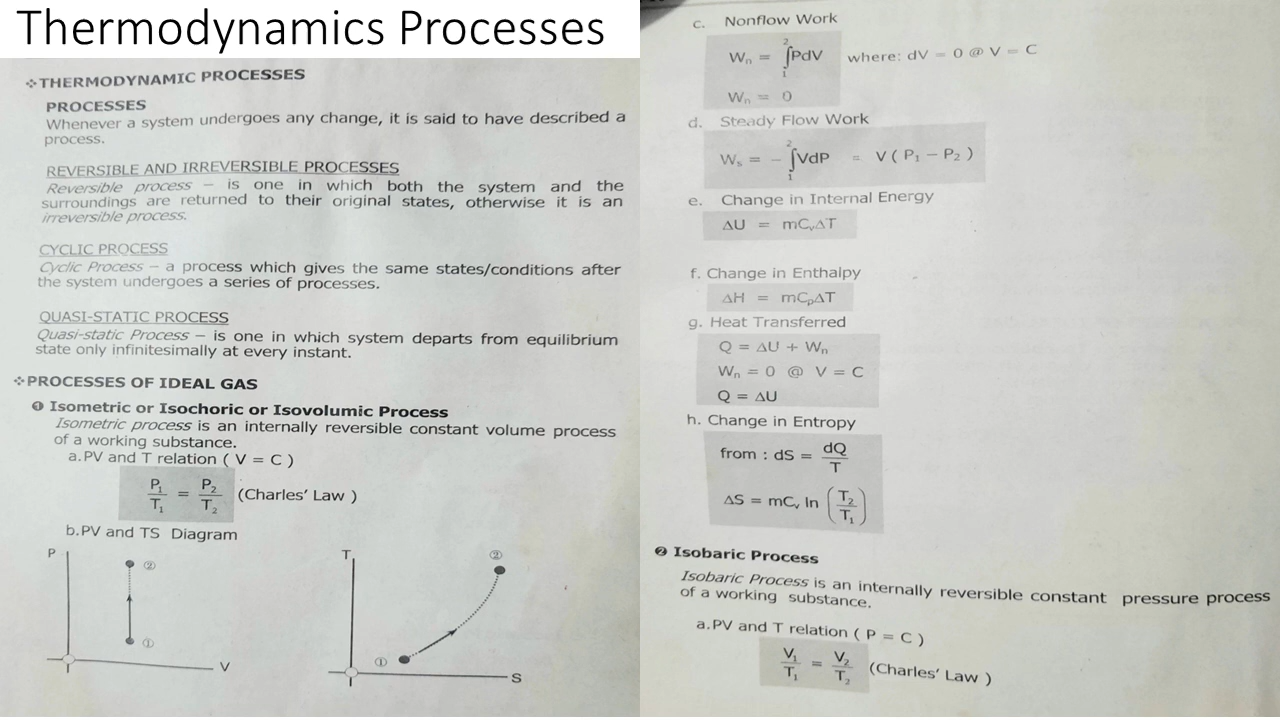 Thermodynamics Processes
❖THERMODYNAMIC PROCESSES
PROCESSES
Whenever a system undergoes any change, it is said to have described a
process.
REVERSIBLE AND IRREVERSIBLE PROCESSES
Reversible process – is one in which both the system and the
surroundings are returned to their original states, otherwise it is an
irreversible process.
CYCLIC PROCESS
Cyclic Process – a process which gives the same states/conditions after
the system undergoes a series of processes.
QUASI-STATIC PROCESS
Quasi-static Process – is one in which system departs from equilibrium
state only infinitesimally at every instant.
❖PROCESSES OF IDEAL GAS
❶ Isometric or Isochoric or Isovolumic Process
Isometric process is an internally reversible constant volume process
of a working substance.
a.PV and T relation ( V = C )
P₁/T₁ = P₂/T₂ (Charles' Law )
b.PV and TS Diagram
P ② ① V
T ② ① S
c. Nonflow Work
Wₙ = ∫₁² PdV where: dV = 0 @ V = C
Wₙ = 0
d. Steady Flow Work
Wₛ = – ∫₁² VdP = V ( P₁ – P₂ )
e. Change in Internal Energy
ΔU = mCᵥΔT
f. Change in Enthalpy
ΔH = mCₚΔT
g. Heat Transferred
Q = ΔU + Wₙ
Wₙ = 0 @ V = C
Q = ΔU
h. Change in Entropy
from : dS = dQ/T
ΔS = mCᵥ ln (T₂/T₁)
❷ Isobaric Process
Isobaric Process is an internally reversible constant pressure process
of a working substance.
a.PV and T relation ( P = C )
V₁/T₁ = V₂/T₂ (Charles' Law )